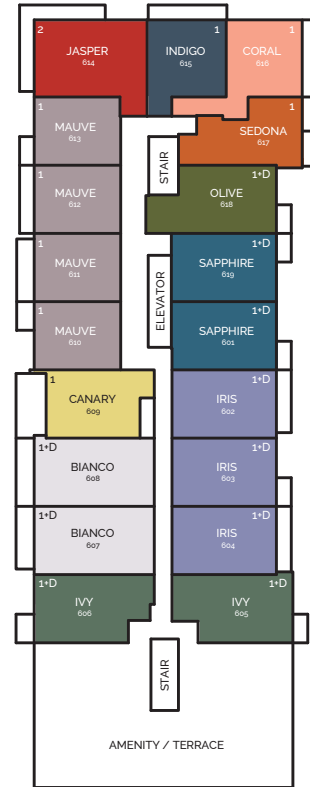 2
JASPER
614
1
INDIGO
615
1
CORAL
616
1
MAUVE
613
1
SEDONA
617
STAIR
1
MAUVE
612
1+D
OLIVE
618
1
MAUVE
611
ELEVATOR
1+D
SAPPHIRE
619
1
MAUVE
610
1+D
SAPPHIRE
601
1
CANARY
609
1+D
IRIS
602
1+D
BIANCO
608
1+D
IRIS
603
1+D
BIANCO
607
1+D
IRIS
604
1+D
IVY
606
1+D
IVY
605
STAIR
AMENITY / TERRACE